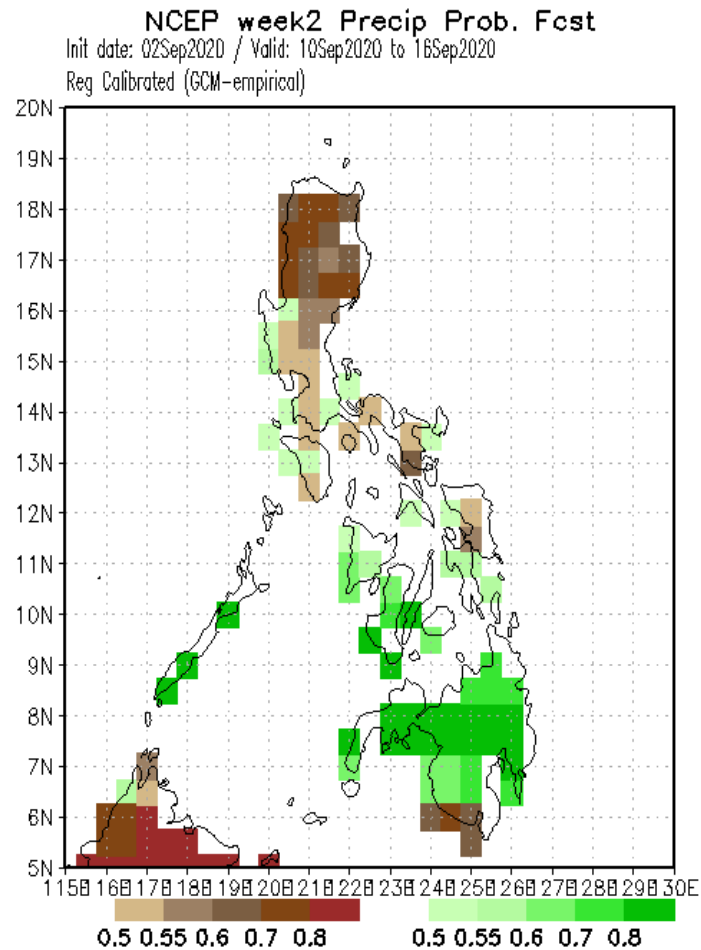 NCEP week2 Precip Prob. Fcst
Init date: 02Sep2020 / Valid: 10Sep2020 to 16Sep2020
Reg Calibrated (GCM-empirical)
20N
19N
18N
17N
16N
15N
14N
13N
12N
11N
10N
9N
8N
7N
6N
5N
115E 116E 117E 118E 119E 120E 121E 122E 123E 124E 125E 126E 127E 128E 129E 130E
0.5 0.55 0.6 0.7 0.8 0.5 0.55 0.6 0.7 0.8